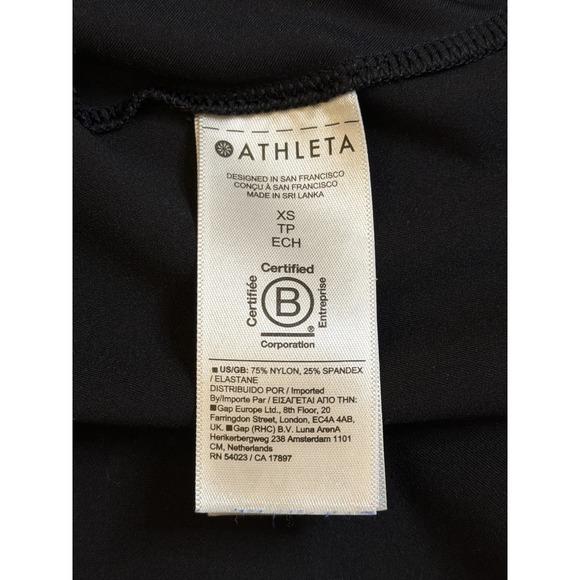 ATHLETA
DESIGNED IN SAN FRANCISCO
CONÇU À SAN FRANCISCO
MADE IN SRI LANKA
XS
TP
ECH
Certified
Certifiée
B
Entreprise
®
Corporation
US/GB: 75% NYLON, 25% SPANDEX
/ ELASTANE
DISTRIBUIDO POR / Imported
By/Importe Par / ΕΙΣΑΓΕΤΑΙ ΑΠΟ ΤΗΝ:
Gap Europe Ltd., 8th Floor, 20
Farringdon Street, London, EC4A 4AB,
UK. Gap (RHC) B.V. Luna ArenA
Herikerbergweg 238 Amsterdam 1101
CM, Netherlands
RN 54023 / CA 17897